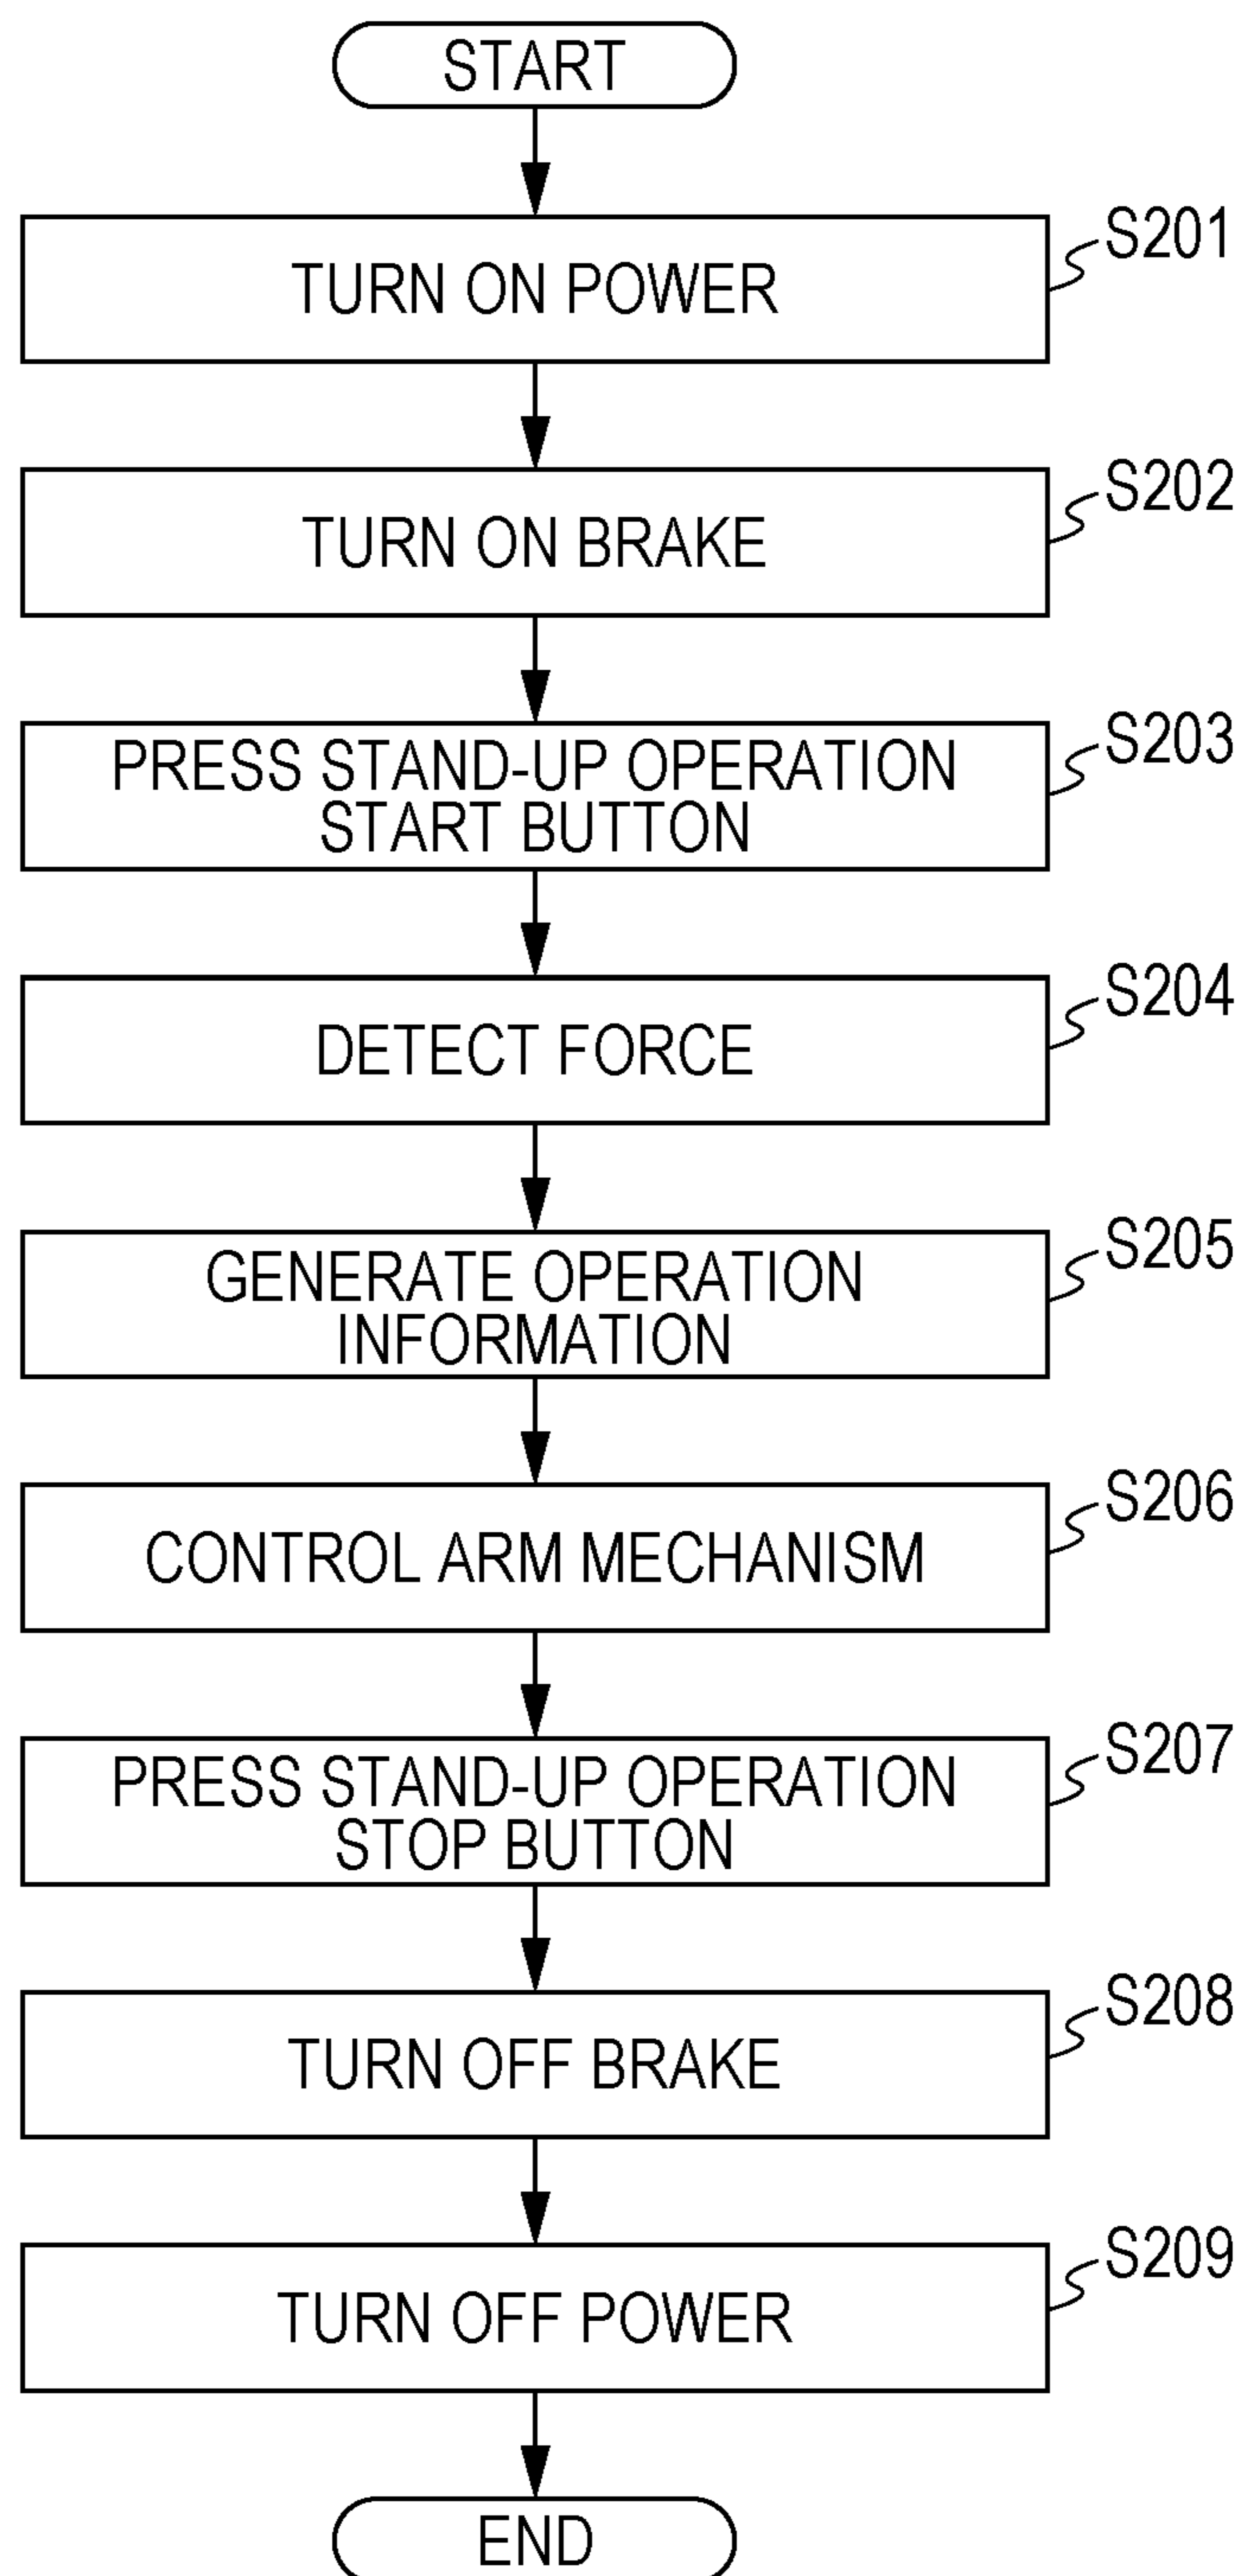 START
TURN ON POWER
S201
TURN ON BRAKE
S202
PRESS STAND-UP OPERATION
START BUTTON
S203
DETECT FORCE
S204
GENERATE OPERATION
INFORMATION
S205
CONTROL ARM MECHANISM
S206
PRESS STAND-UP OPERATION
STOP BUTTON
S207
TURN OFF BRAKE
S208
TURN OFF POWER
S209
END